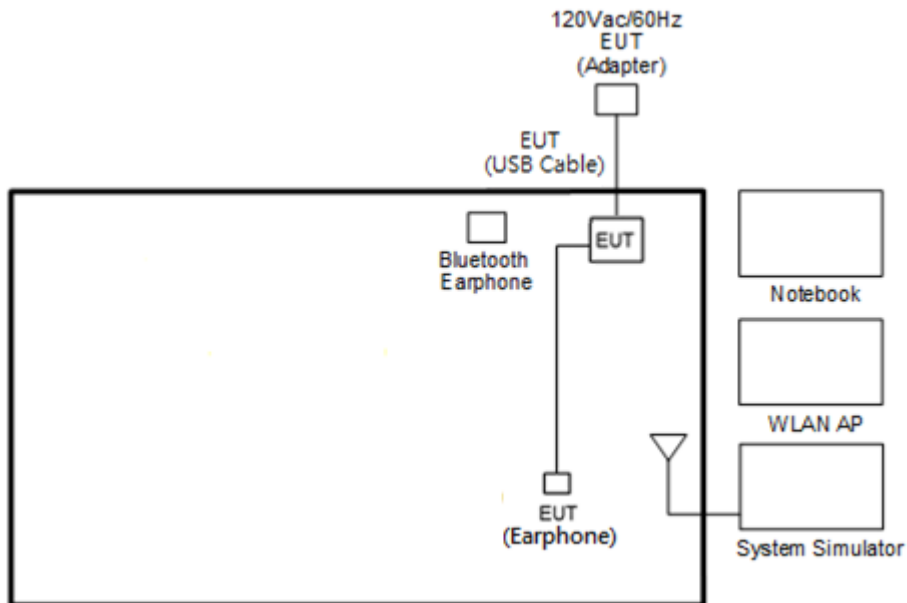 120Vac/60Hz
EUT
(Adapter)
EUT
(USB Cable)
EUT
Bluetooth
Earphone
Notebook
WLAN AP
EUT
(Earphone)
System Simulator